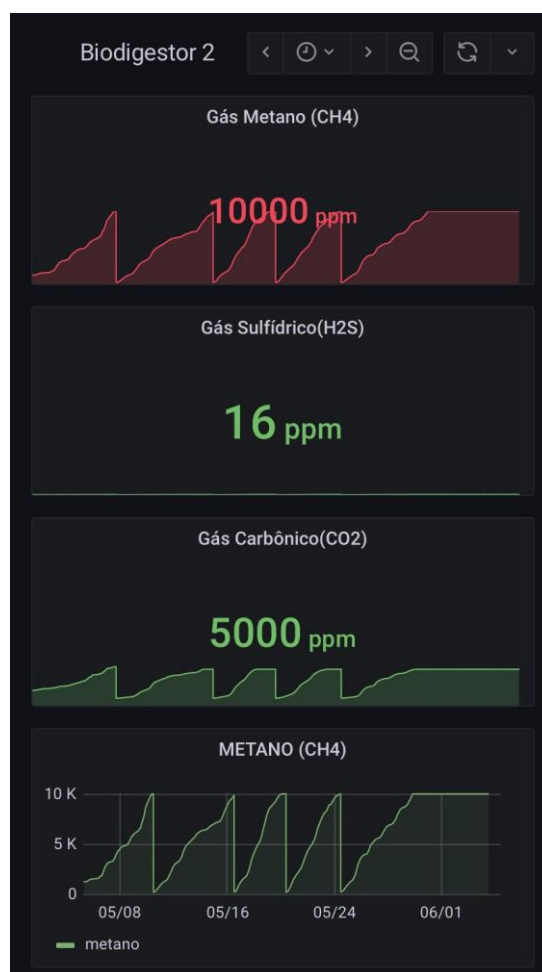 Biodigestor 2
Gás Metano (CH4)
10000 ppm
Gás Sulfídrico(H2S)
16 ppm
Gás Carbônico(CO2)
5000 ppm
METANO (CH4)
10 K
5 K
0
05/08 05/16 05/24 06/01
metano